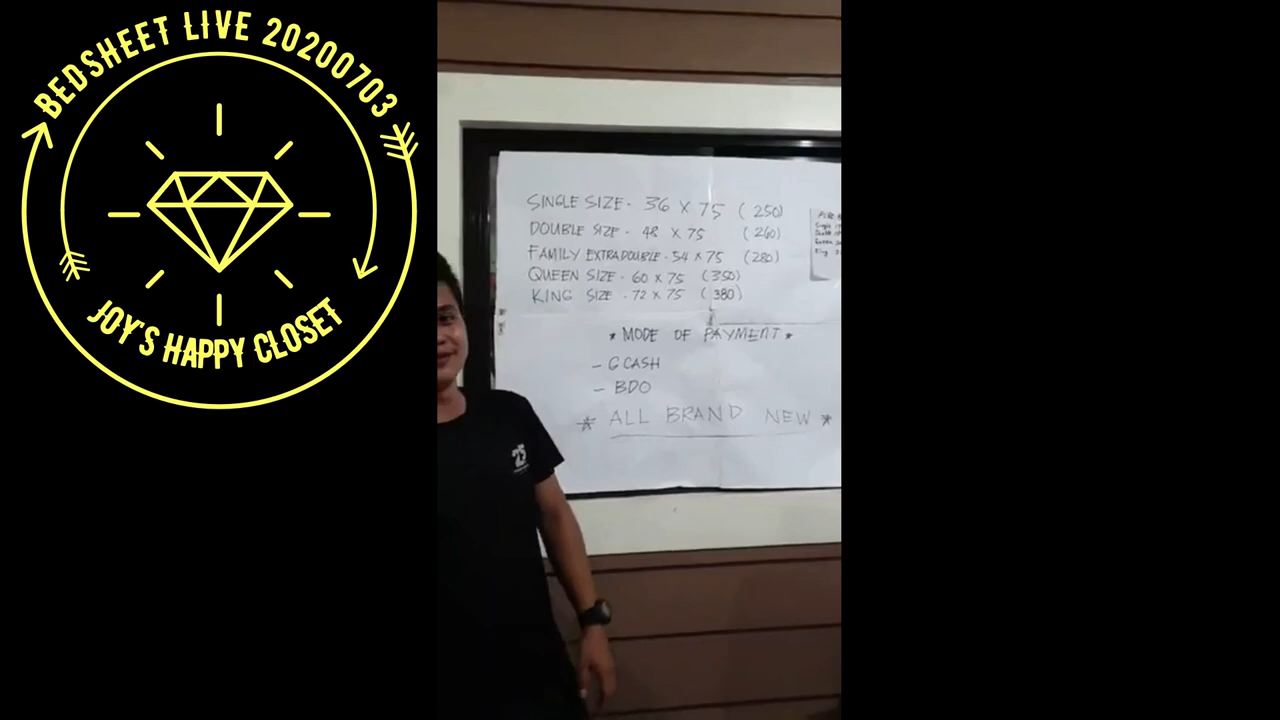 BEDSHEET LIVE 20200703
JOY'S HAPPY CLOSET
SINGLE SIZE - 36 X 75 (250)
DOUBLE SIZE - 48 X 75 (260)
FAMILY EXTRA DOUBLE - 54 X 75 (280)
QUEEN SIZE - 60 X 75 (350)
KING SIZE - 72 X 75 (380)
* MODE OF PAYMENT *
- GCASH
- BDO
* ALL BRAND NEW *
25